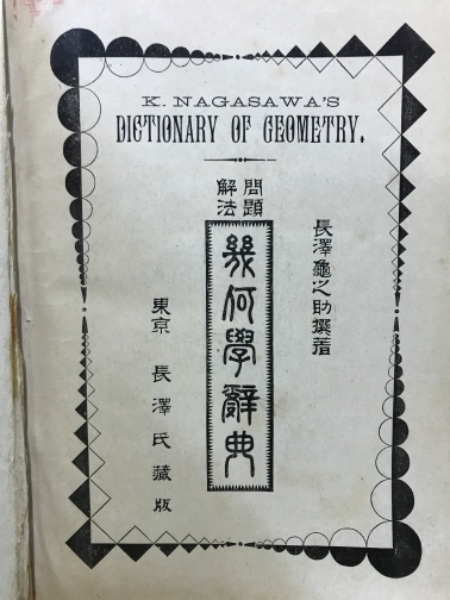 K. NAGASAWA'S
DICTIONARY OF GEOMETRY.
問題
解法
長澤龜之助撰著
幾何學辭典
東京 長澤氏藏版